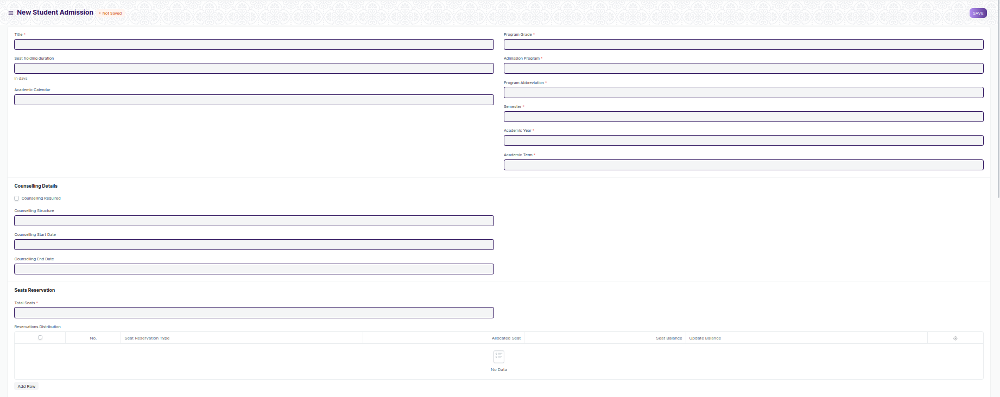 New Student Admission
• Not Saved
SAVE
Title *
Seat holding duration
in days
Academic Calendar
Program Grade *
Admission Program *
Program Abbreviation *
Semester *
Academic Year *
Academic Term *
Counselling Details
Counselling Required
Counselling Structure
Counselling Start Date
Counselling End Date
Seats Reservation
Total Seats *
Reservations Distribution
No. Seat Reservation Type Allocated Seat Seat Balance Update Balance
No Data
Add Row